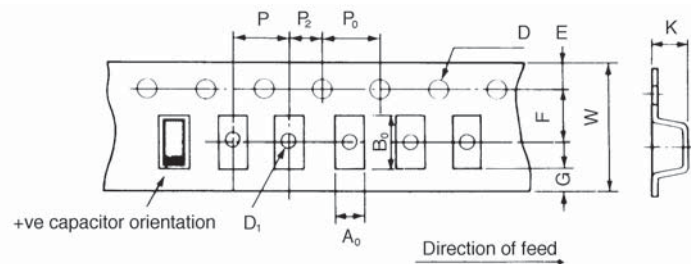 P P₂ P₀ D E K
F W
B₀
G
+ve capacitor orientation D₁ A₀
Direction of feed